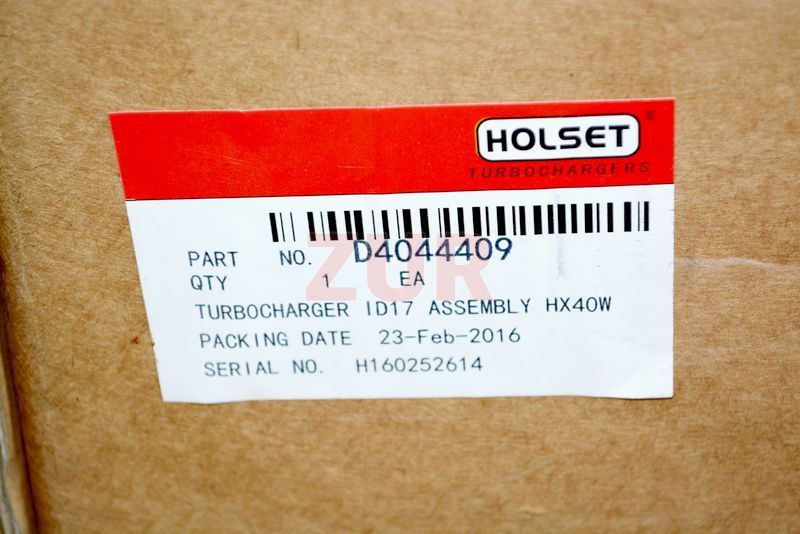 HOLSET®
TURBOCHARGERS
PART NO. D4044409
QTY 1 EA
ZUR
TURBOCHARGER ID17 ASSEMBLY HX40W
PACKING DATE 23-Feb-2016
SERIAL NO. H160252614